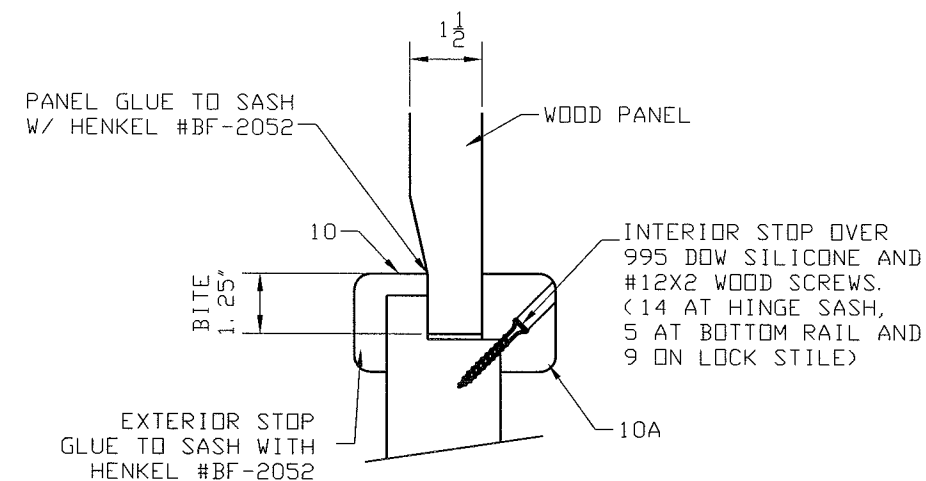 1 1/2
PANEL GLUE TO SASH
W/ HENKEL #BF-2052
WOOD PANEL
10
BITE
1.25"
INTERIOR STOP OVER
995 DOW SILICONE AND
#12X2 WOOD SCREWS.
(14 AT HINGE SASH,
5 AT BOTTOM RAIL AND
9 ON LOCK STILE)
EXTERIOR STOP
GLUE TO SASH WITH
HENKEL #BF-2052
10A